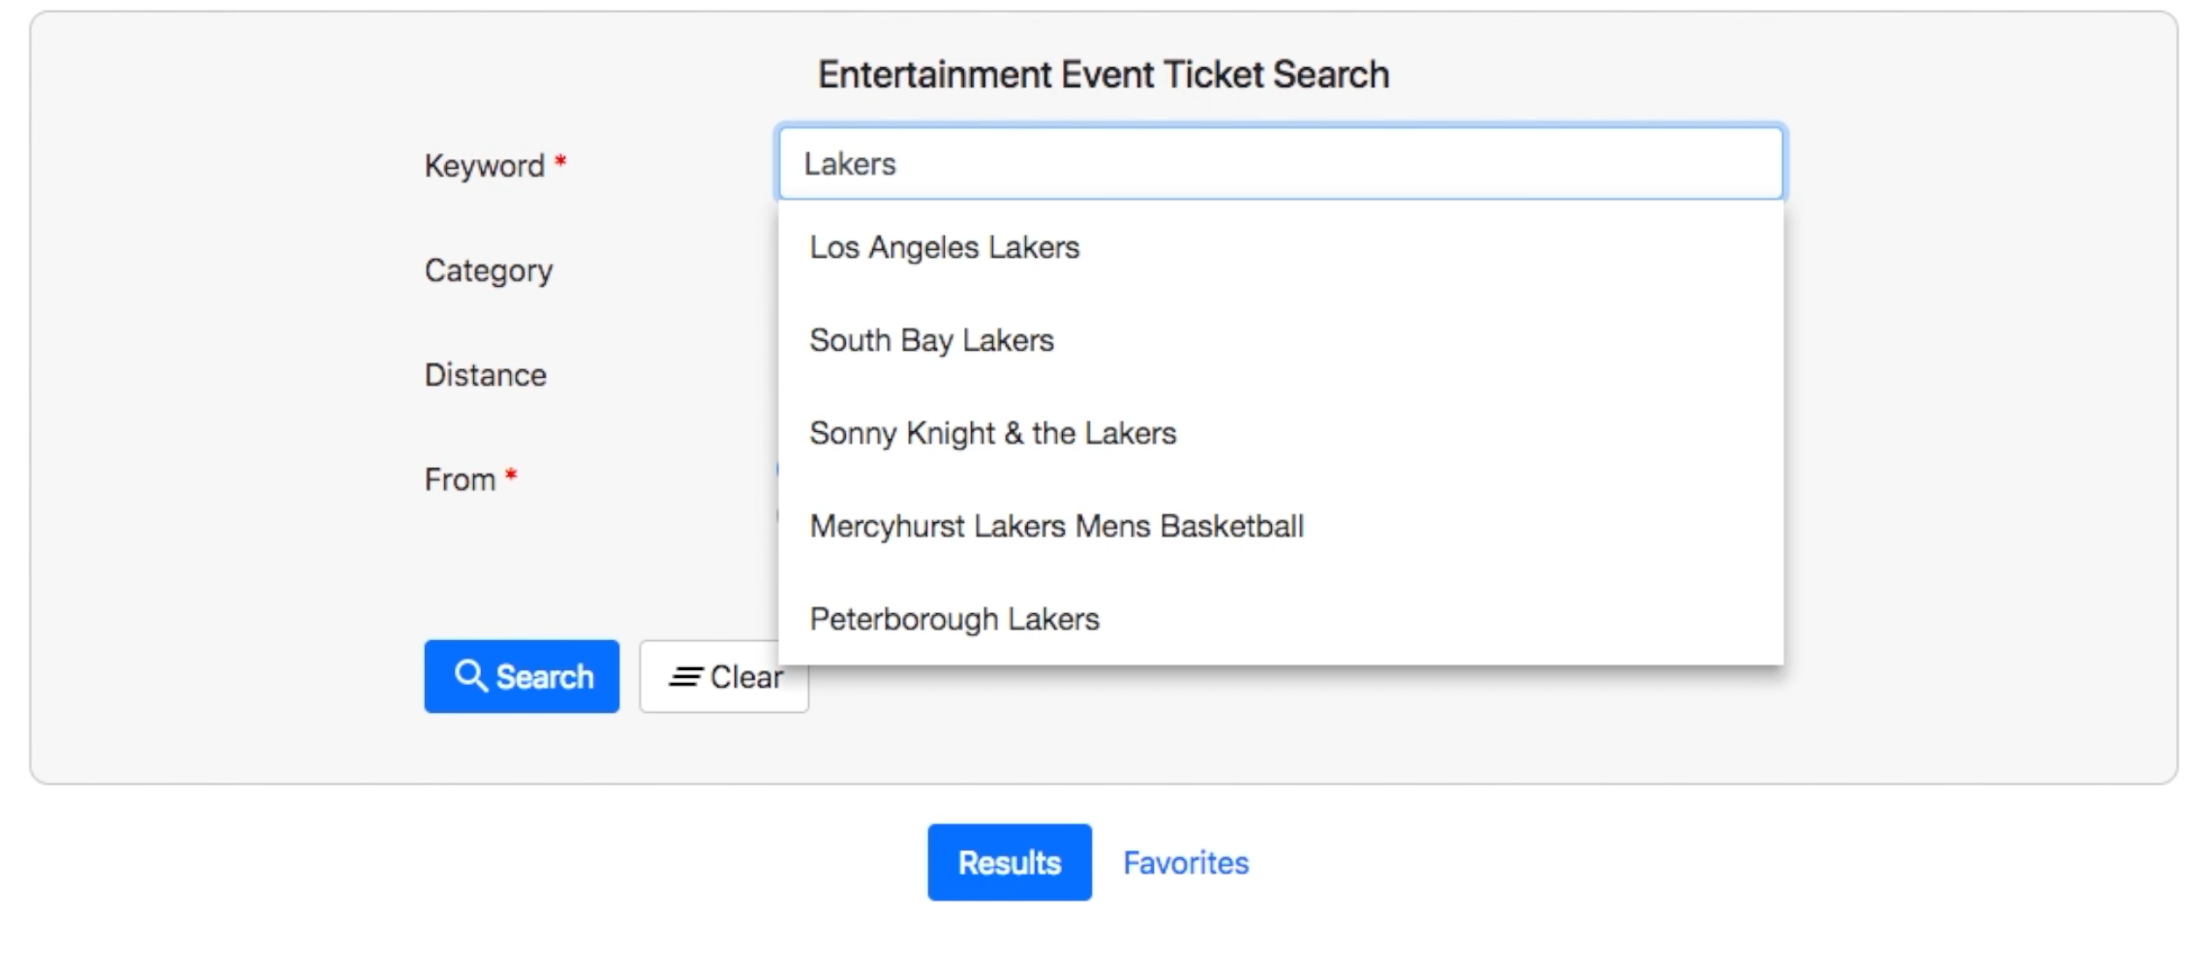 Entertainment Event Ticket Search
Keyword *
Lakers
Los Angeles Lakers
Category
South Bay Lakers
Distance
Sonny Knight & the Lakers
From *
Mercyhurst Lakers Mens Basketball
Peterborough Lakers
Search
Clear
Results
Favorites